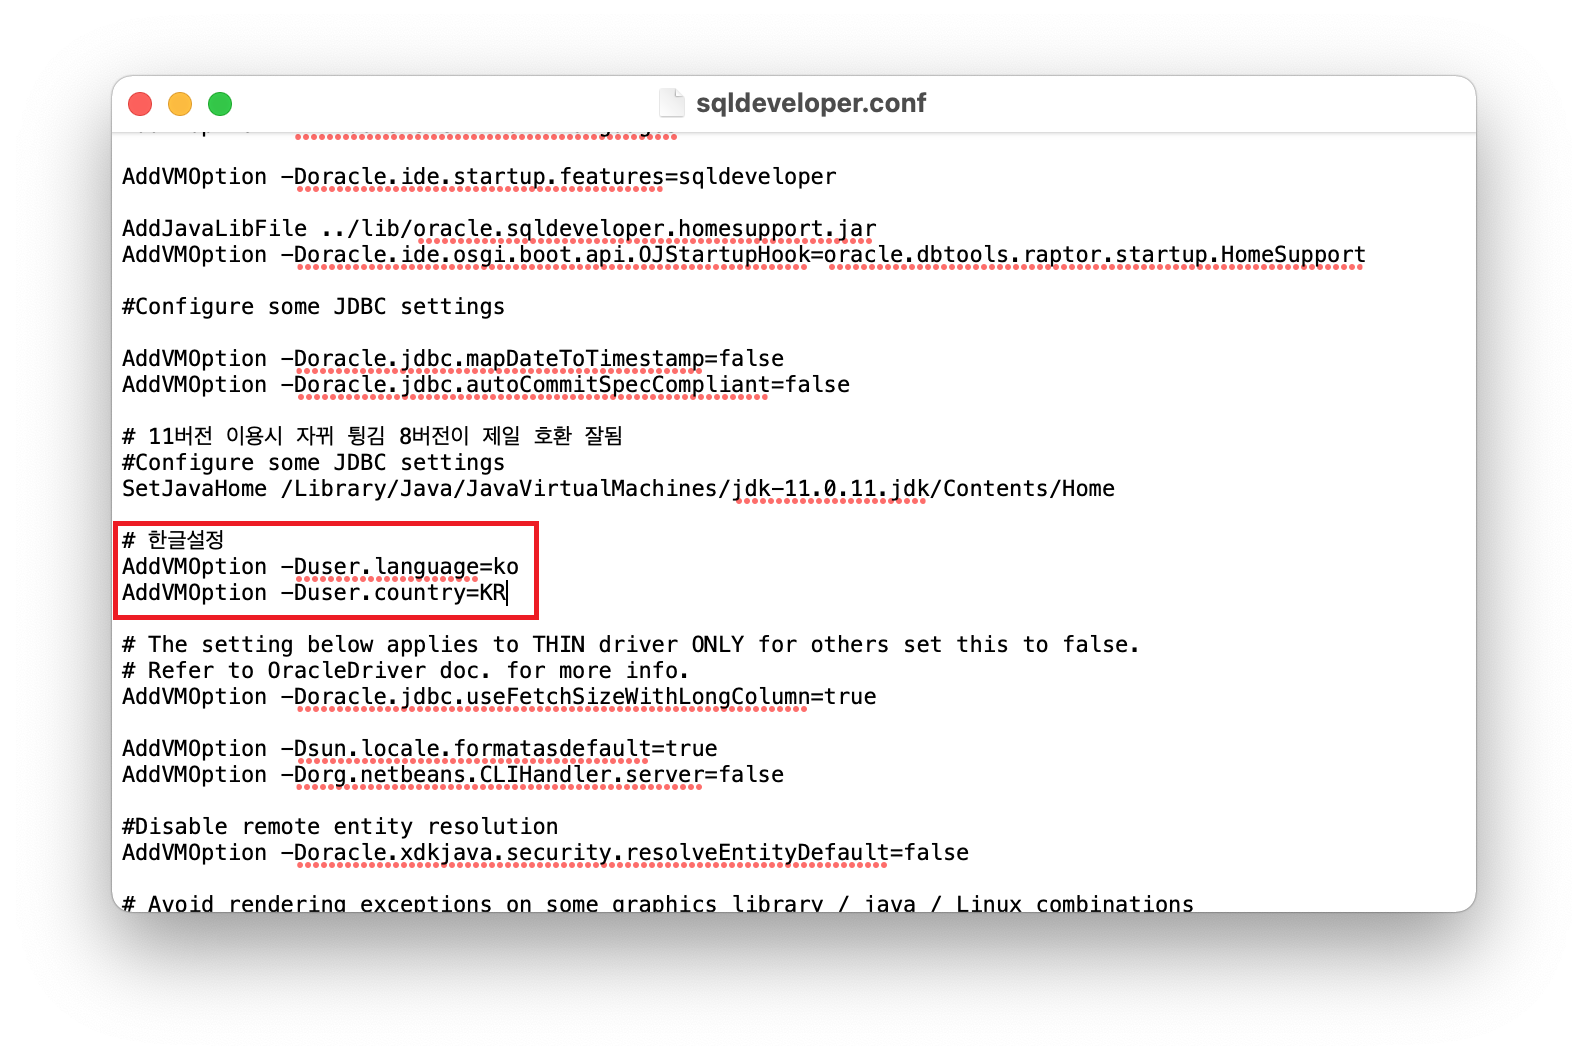 sqldeveloper.conf
AddVMOption -Doracle.ide.startup.features=sqldeveloper
AddJavaLibFile ../lib/oracle.sqldeveloper.homesupport.jar
AddVMOption -Doracle.ide.osgi.boot.api.OJStartupHook=oracle.dbtools.raptor.startup.HomeSupport
#Configure some JDBC settings
AddVMOption -Doracle.jdbc.mapDateToTimestamp=false
AddVMOption -Doracle.jdbc.autoCommitSpecCompliant=false
# 11버전 이용시 자뀌 튕김 8버전이 제일 호환 잘됨
#Configure some JDBC settings
SetJavaHome /Library/Java/JavaVirtualMachines/jdk-11.0.11.jdk/Contents/Home
# 한글설정
AddVMOption -Duser.language=ko
AddVMOption -Duser.country=KR
# The setting below applies to THIN driver ONLY for others set this to false.
# Refer to OracleDriver doc. for more info.
AddVMOption -Doracle.jdbc.useFetchSizeWithLongColumn=true
AddVMOption -Dsun.locale.formatasdefault=true
AddVMOption -Dorg.netbeans.CLIHandler.server=false
#Disable remote entity resolution
AddVMOption -Doracle.xdkjava.security.resolveEntityDefault=false
# Avoid rendering exceptions on some graphics library / java / Linux combinations